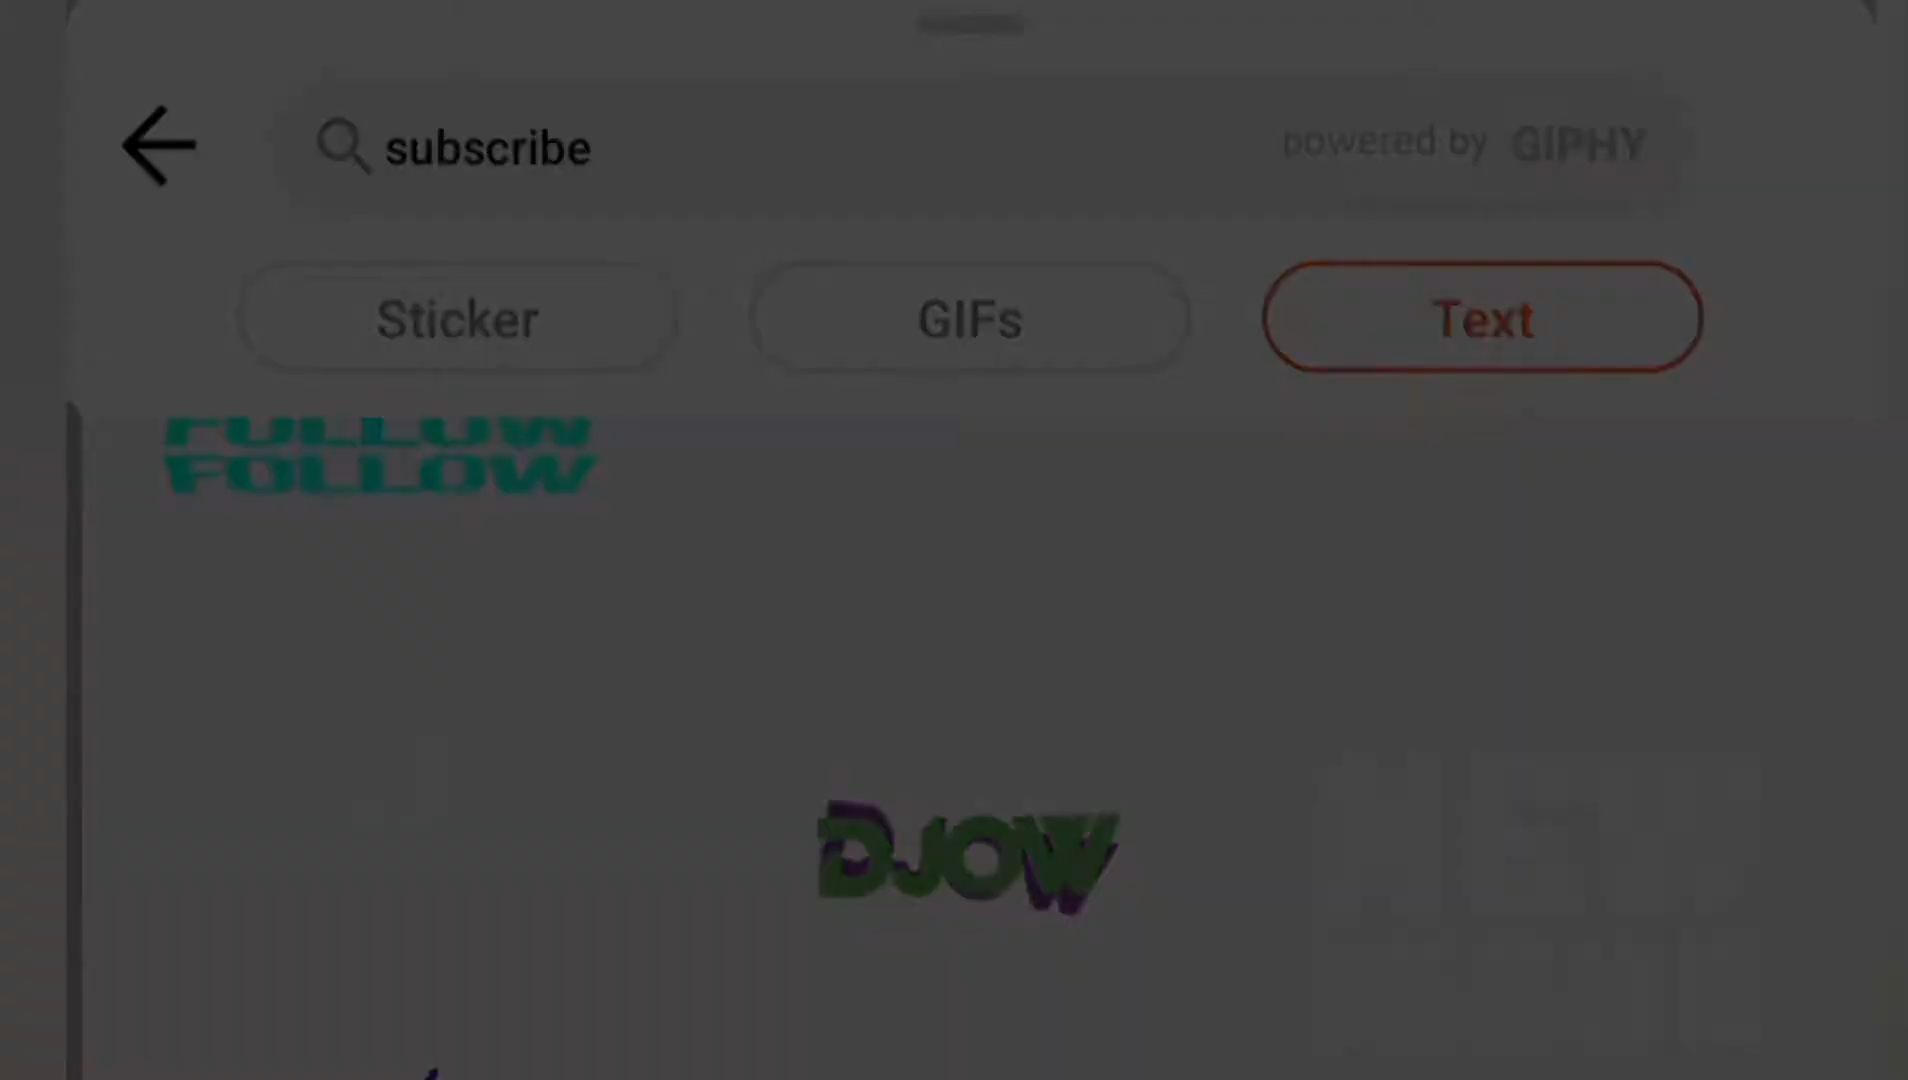 subscribe
powered by GIPHY
Sticker
GIFs
Text
FOLLOW
FOLLOW
DJOW